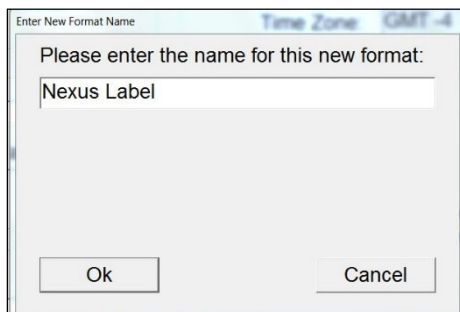 Enter New Format Name
Time Zone: GMT -4
Please enter the name for this new format:
Nexus Label
Ok
Cancel